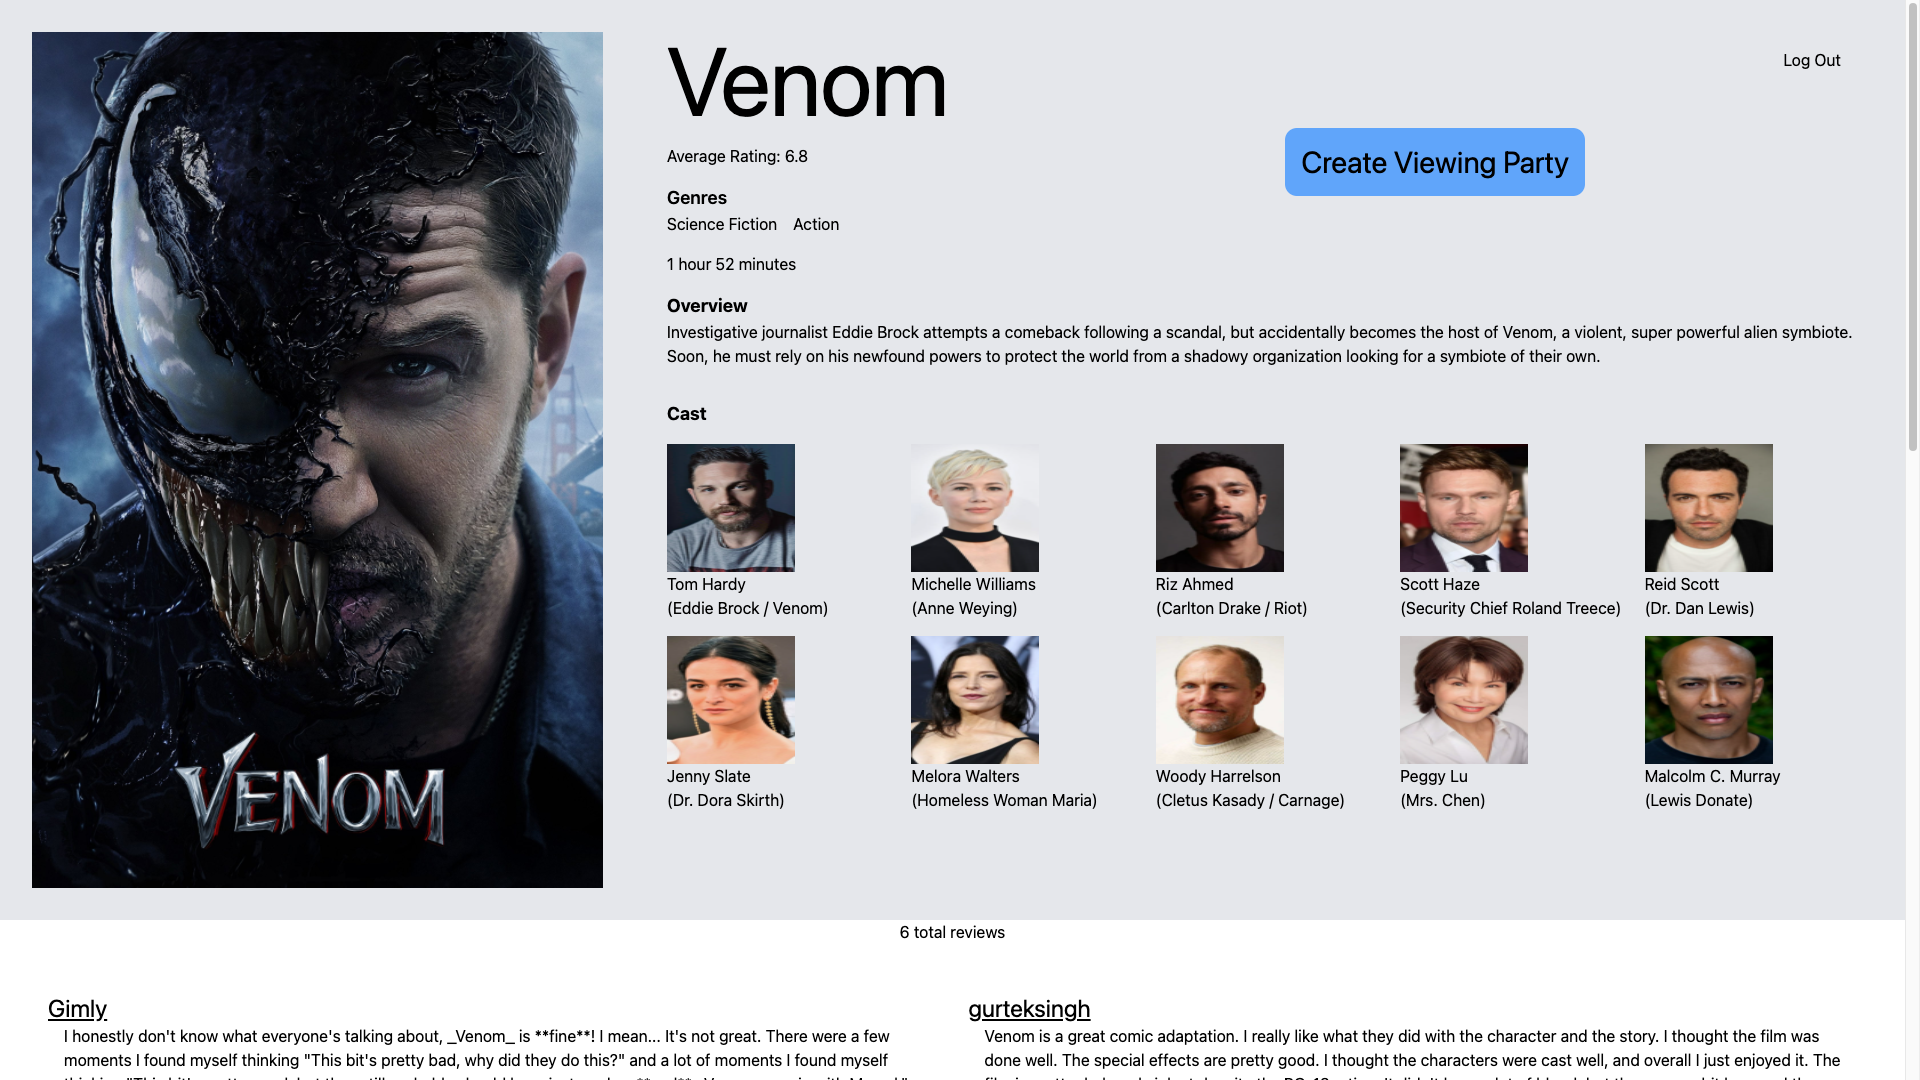 Venom
Log Out
Create Viewing Party
Average Rating: 6.8
Genres
Science Fiction Action
1 hour 52 minutes
Overview
Investigative journalist Eddie Brock attempts a comeback following a scandal, but accidentally becomes the host of Venom, a violent, super powerful alien symbiote.
Soon, he must rely on his newfound powers to protect the world from a shadowy organization looking for a symbiote of their own.
Cast
Tom Hardy
(Eddie Brock / Venom)
Michelle Williams
(Anne Weying)
Riz Ahmed
(Carlton Drake / Riot)
Scott Haze
(Security Chief Roland Treece)
Reid Scott
(Dr. Dan Lewis)
Jenny Slate
(Dr. Dora Skirth)
Melora Walters
(Homeless Woman Maria)
Woody Harrelson
(Cletus Kasady / Carnage)
Peggy Lu
(Mrs. Chen)
Malcolm C. Murray
(Lewis Donate)
VENOM
6 total reviews
Gimly
I honestly don't know what everyone's talking about, _Venom_ is **fine**! I mean... It's not great. There were a few
moments I found myself thinking "This bit's pretty bad, why did they do this?" and a lot of moments I found myself
gurteksingh
Venom is a great comic adaptation. I really like what they did with the character and the story. I thought the film was
done well. The special effects are pretty good. I thought the characters were cast well, and overall I just enjoyed it. The